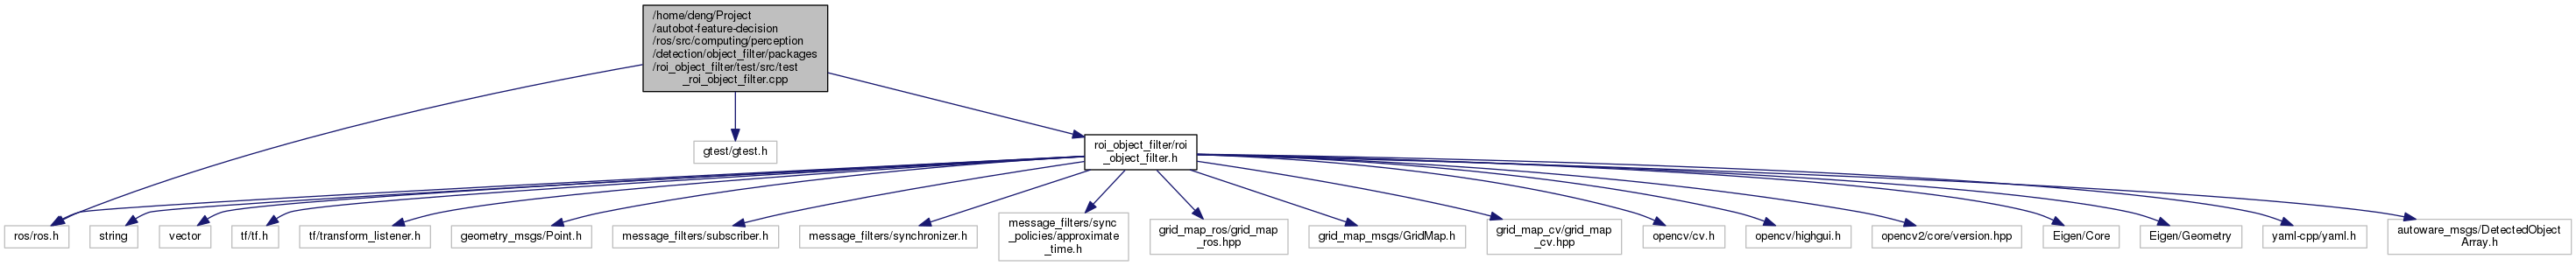 /home/deng/Project
/autobot-feature-decision
/ros/src/computing/perception
/detection/object_filter/packages
/roi_object_filter/test/src/test
_roi_object_filter.cpp
gtest/gtest.h
roi_object_filter/roi
_object_filter.h
ros/ros.h
string
vector
tf/tf.h
tf/transform_listener.h
geometry_msgs/Point.h
message_filters/subscriber.h
message_filters/synchronizer.h
message_filters/sync
_policies/approximate
_time.h
grid_map_ros/grid_map
_ros.hpp
grid_map_msgs/GridMap.h
grid_map_cv/grid_map
_cv.hpp
opencv/cv.h
opencv/highgui.h
opencv2/core/version.hpp
Eigen/Core
Eigen/Geometry
yaml-cpp/yaml.h
autoware_msgs/DetectedObject
Array.h